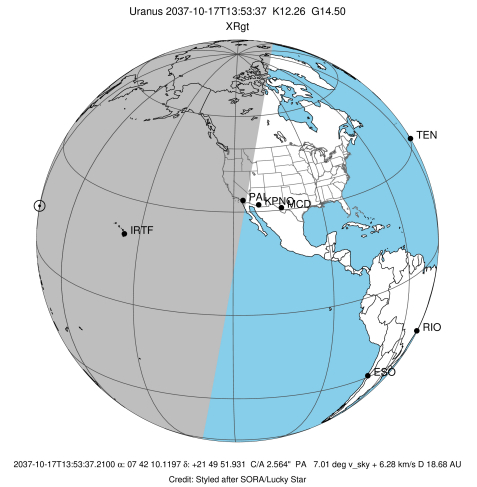 Uranus 2037-10-17T13:53:37 K12.26 G14.50
XRgt
TEN
PAL
KPNO
MCD
IRTF
RIO
ESO
2037-10-17T13:53:37.2100 α: 07 42 10.1197 δ: +21 49 51.931 C/A 2.564" PA 7.01 deg v_sky + 6.28 km/s D 18.68 AU
Credit: Styled after SORA/Lucky Star